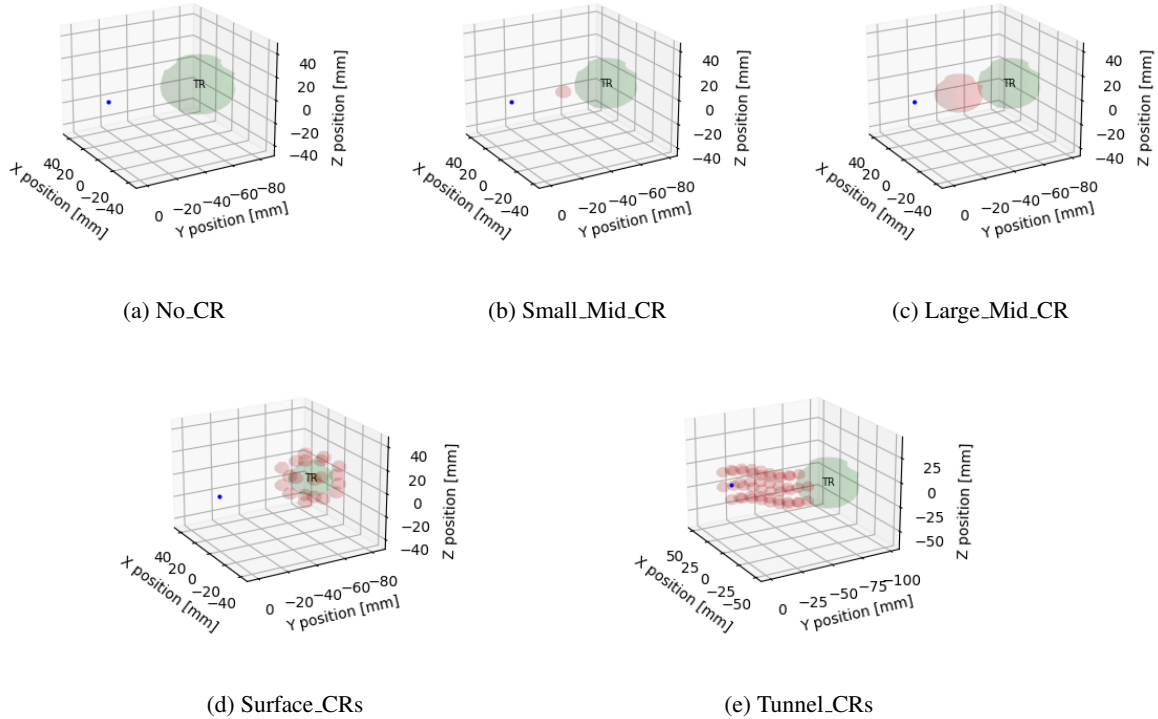 40
20
0
−20
−40
Z position [mm]
TR
40
20
0
−20
−40
X position [mm]
0
−20
−40
−60
−80
Y position [mm]
(a) No_CR
40
20
0
−20
−40
Z position [mm]
TR
40
20
0
−20
−40
X position [mm]
0
−20
−40
−60
−80
Y position [mm]
(b) Small_Mid_CR
40
20
0
−20
−40
Z position [mm]
TR
40
20
0
−20
−40
X position [mm]
0
−20
−40
−60
−80
Y position [mm]
(c) Large_Mid_CR
40
20
0
−20
−40
Z position [mm]
TR
40
20
0
−20
−40
X position [mm]
0
−20
−40
−60
−80
Y position [mm]
(d) Surface_CRs
25
0
−25
−50
Z position [mm]
TR
50
25
0
−25
−50
X position [mm]
0
−25
−50
−75
−100
Y position [mm]
(e) Tunnel_CRs